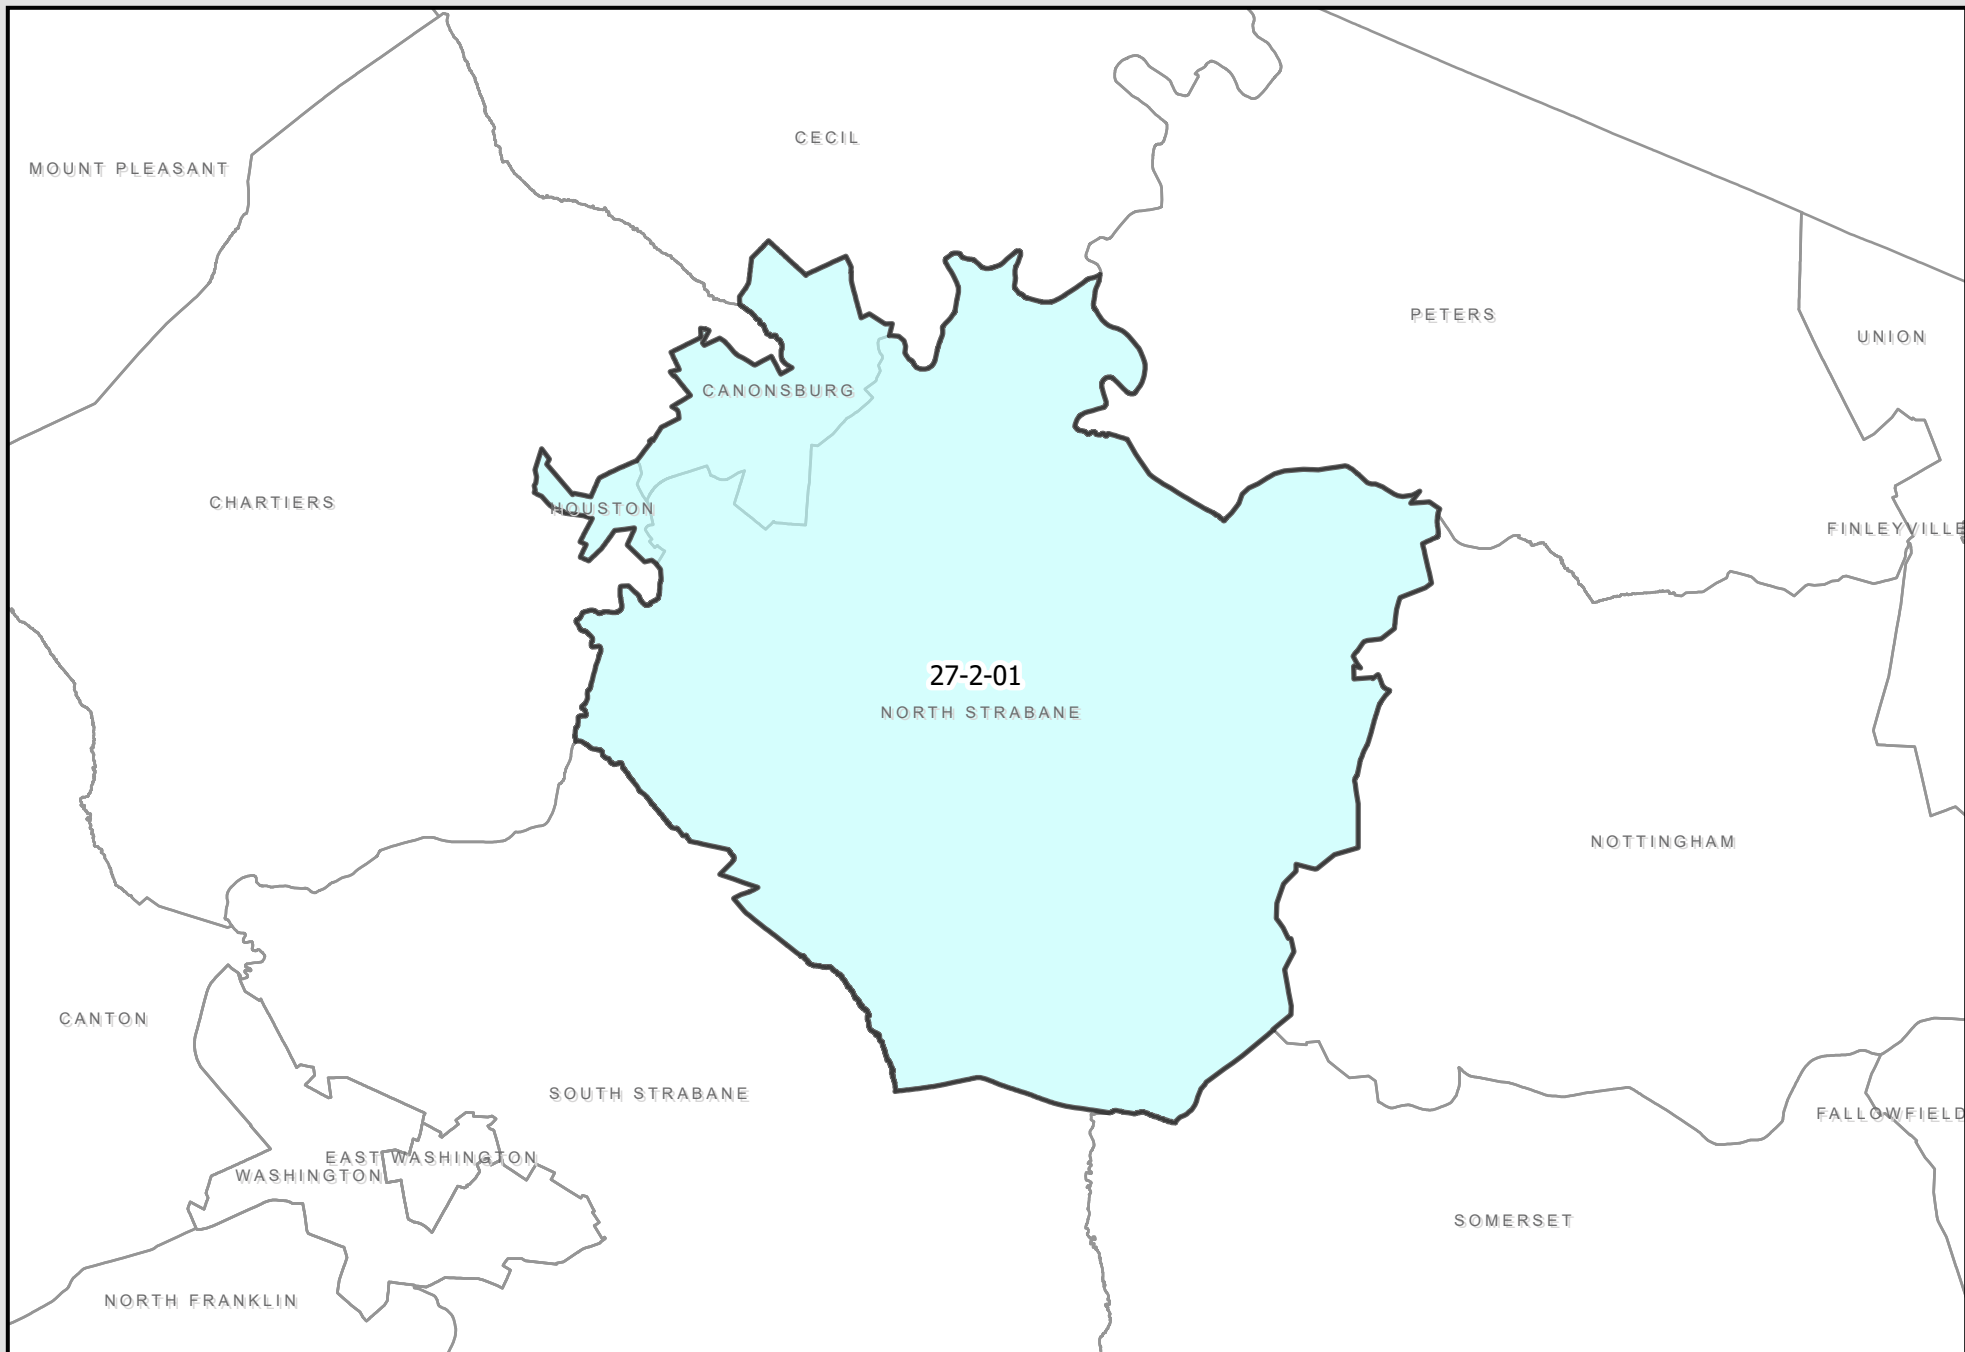 CECIL
MOUNT PLEASANT
PETERS
UNION
CANONSBURG
CHARTIERS
HOUSTON
FINLEYVILLE
27-2-01
NORTH STRABANE
NOTTINGHAM
CANTON
SOUTH STRABANE
FALLOWFIELD
EAST WASHINGTON
WASHINGTON
SOMERSET
NORTH FRANKLIN